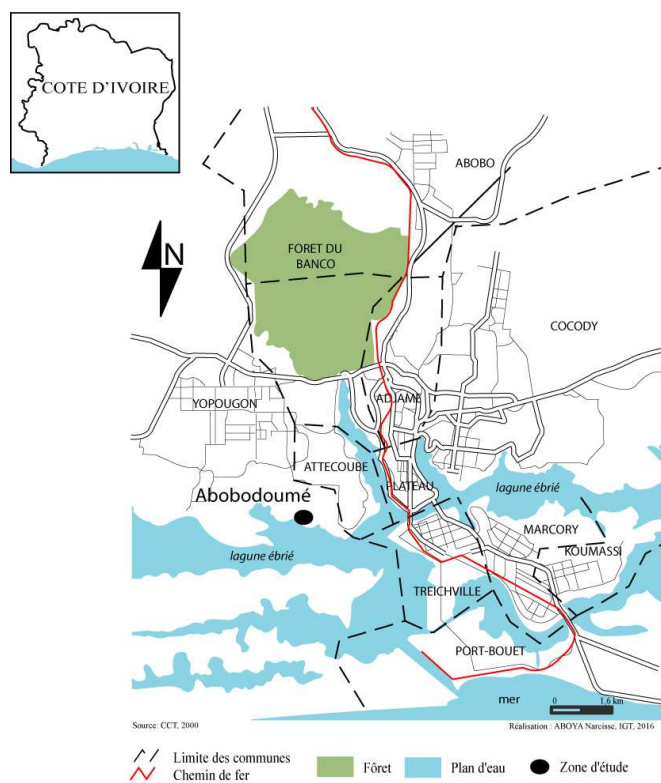 COTE D'IVOIRE
ABOBO
N
FORET DU
BANCO
COCODY
YOPOUGON
ADJAME
ATTECOUBE
PLATEAU
Abobodoumé
lagune ébrié
MARCORY
lagune ébrié
KOUMASSI
TREICHVILLE
PORT-BOUET
mer
0 1,6 km
Source: CCT, 2000
Réalisation : ABOYA Narcisse, IGT, 2016
Limite des communes
Chemin de fer
Fôret
Plan d'eau
Zone d'étude